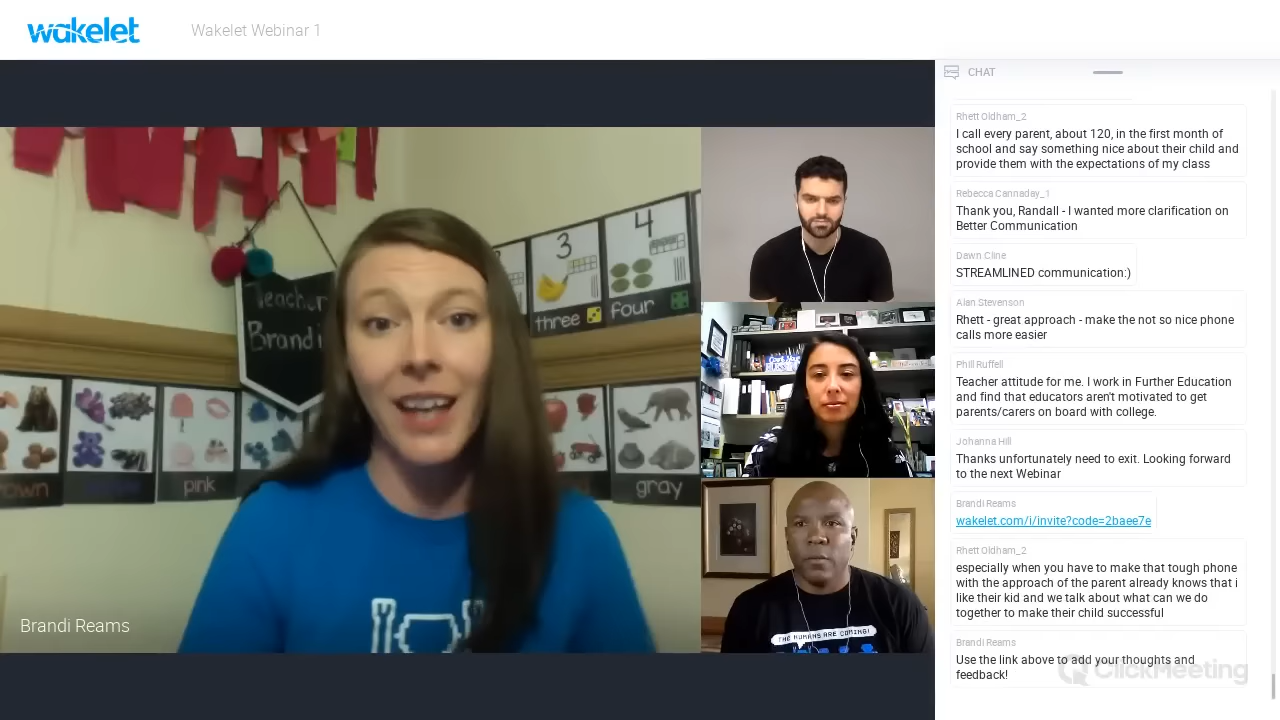 wakelet
Wakelet Webinar 1
CHAT
Teacher
Brandi
3
three
4
four
pink
gray
Brandi Reams
THE HUMANS ARE COMING!
Rhett Oldham_2
I call every parent, about 120, in the first month of
school and say something nice about their child and
provide them with the expectations of my class
Rebecca Cannaday_1
Thank you, Randall - I wanted more clarification on
Better Communication
Dawn Cline
STREAMLINED communication:)
Alan Stevenson
Rhett - great approach - make the not so nice phone
calls more easier
Phill Ruffell
Teacher attitude for me. I work in Further Education
and find that educators aren't motivated to get
parents/carers on board with college.
Johanna Hill
Thanks unfortunately need to exit. Looking forward
to the next Webinar
Brandi Reams
wakelet.com/i/invite?code=2baee7e
Rhett Oldham_2
especially when you have to make that tough phone
with the approach of the parent already knows that i
like their kid and we talk about what can we do
together to make their child successful
Brandi Reams
Use the link above to add your thoughts and
feedback!
ClickMeeting